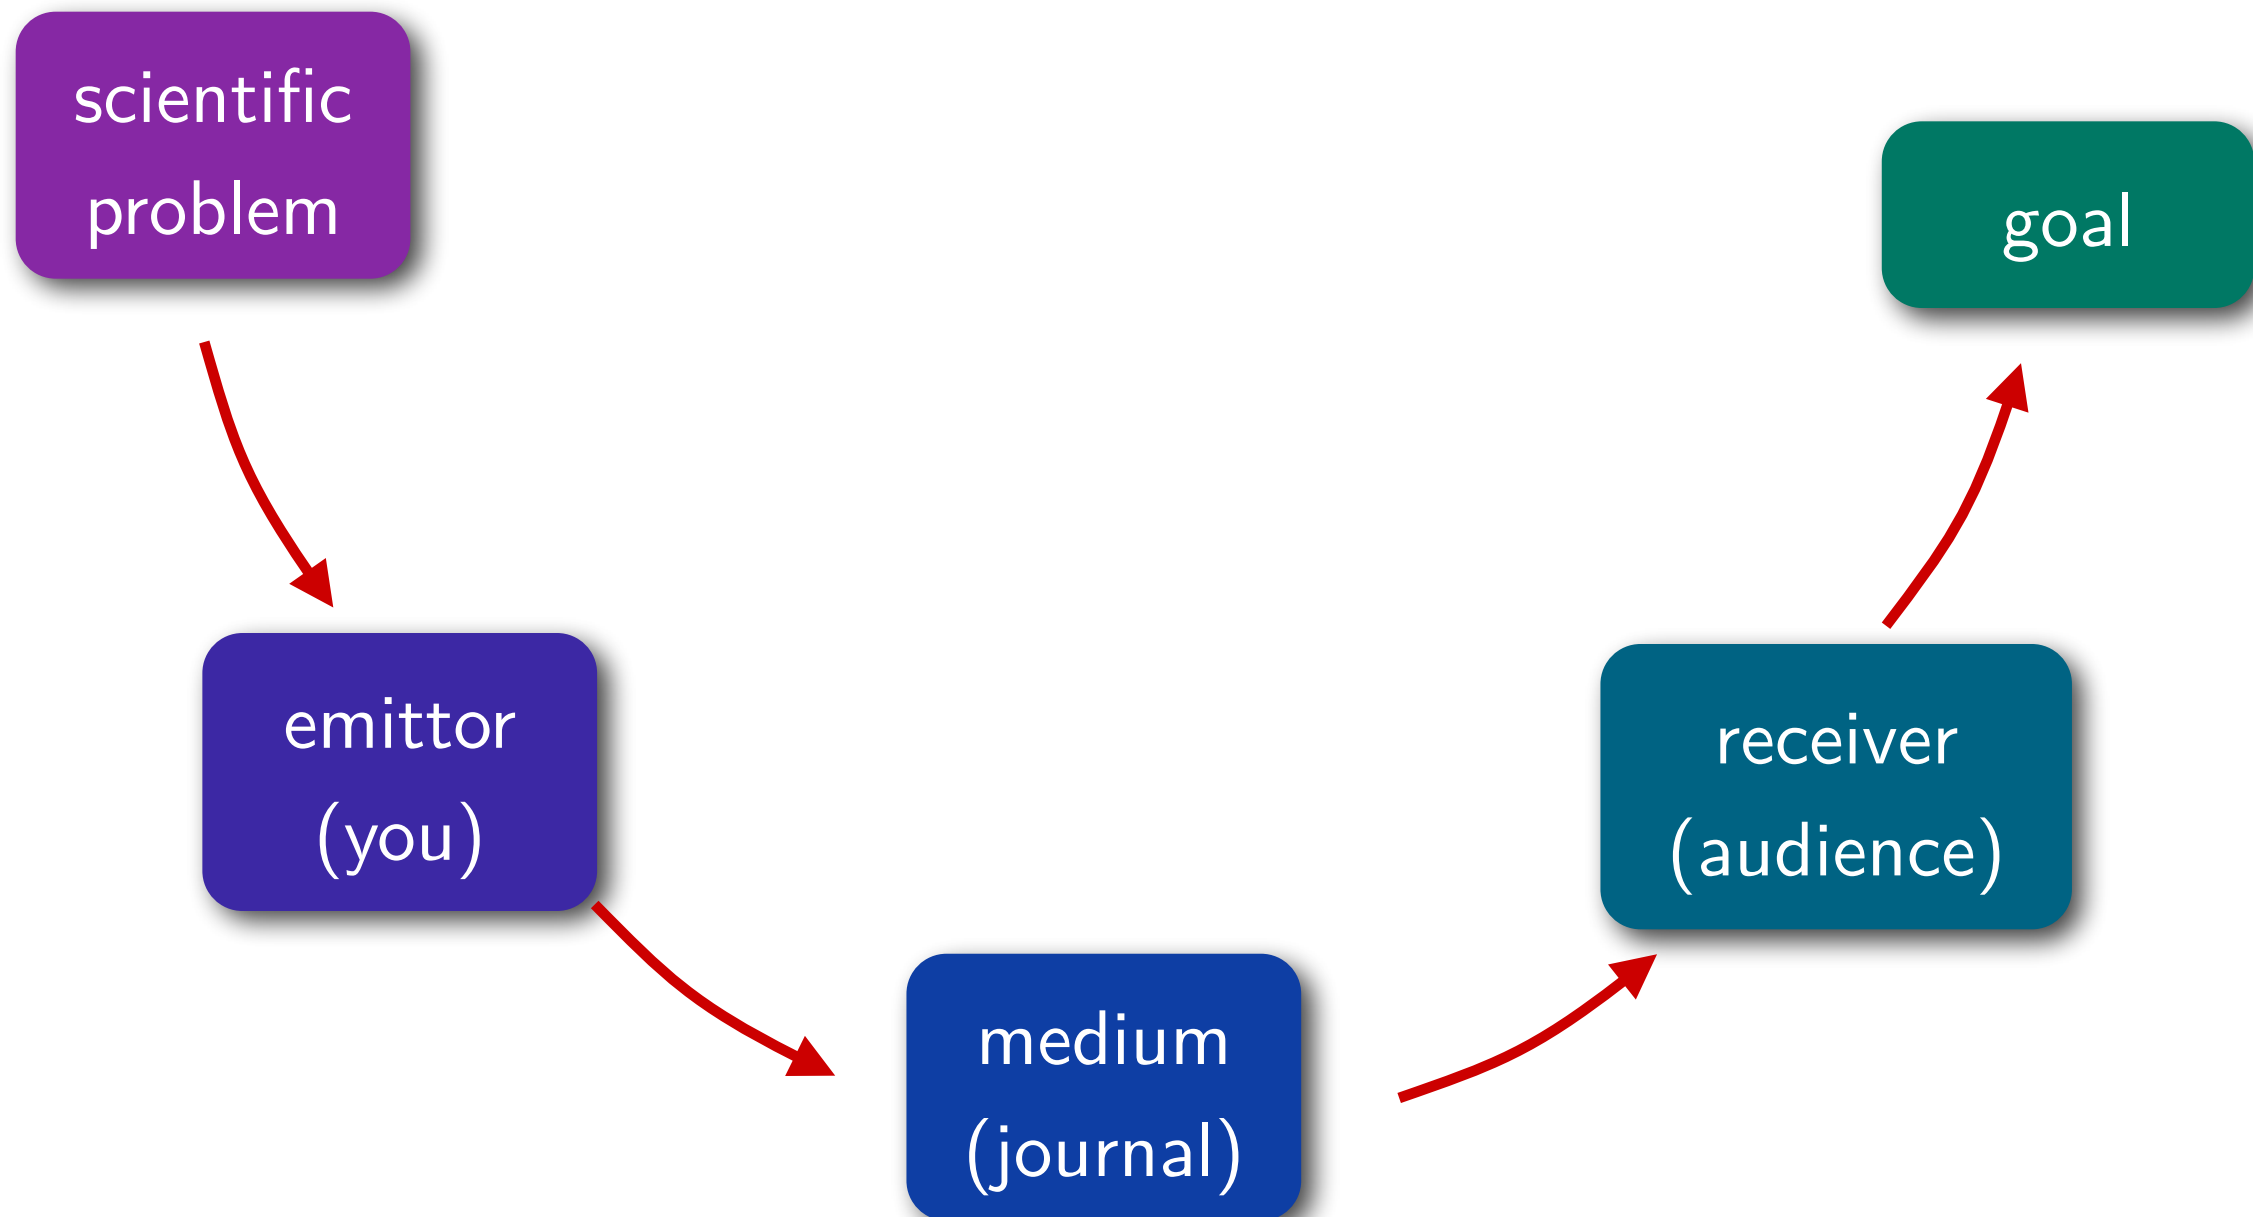 scientific
problem
emittor
(you)
medium
(journal)
receiver
(audience)
goal